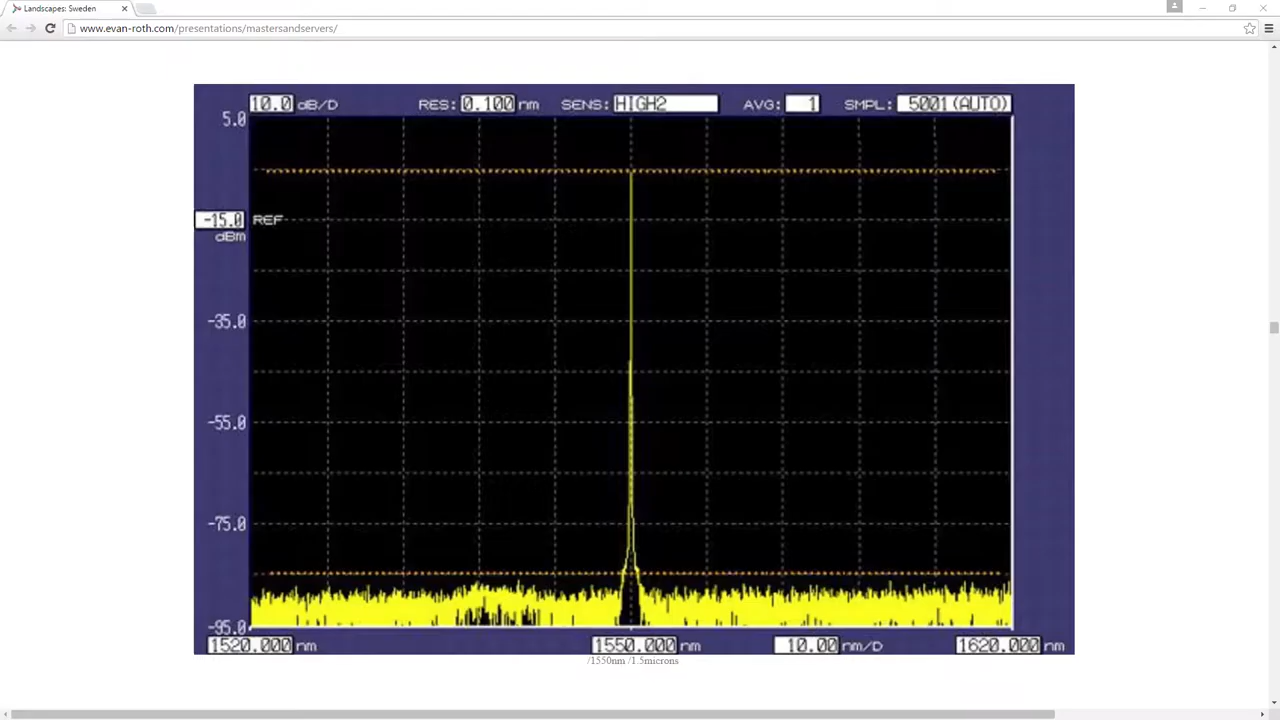 Landscapes: Sweden
www.evan-roth.com/presentations/mastersandservers/
10.0 dB/D RES: 0.100 nm SENS: HIGH2 AVG: 1 SMPL: 5001(AUTO)
5.0
-15.0 REF
dBm
-35.0
-55.0
-75.0
-95.0
1520.000 nm 1550.000 nm 10.00 nm/D 1620.000 nm
/1550nm /1.5microns